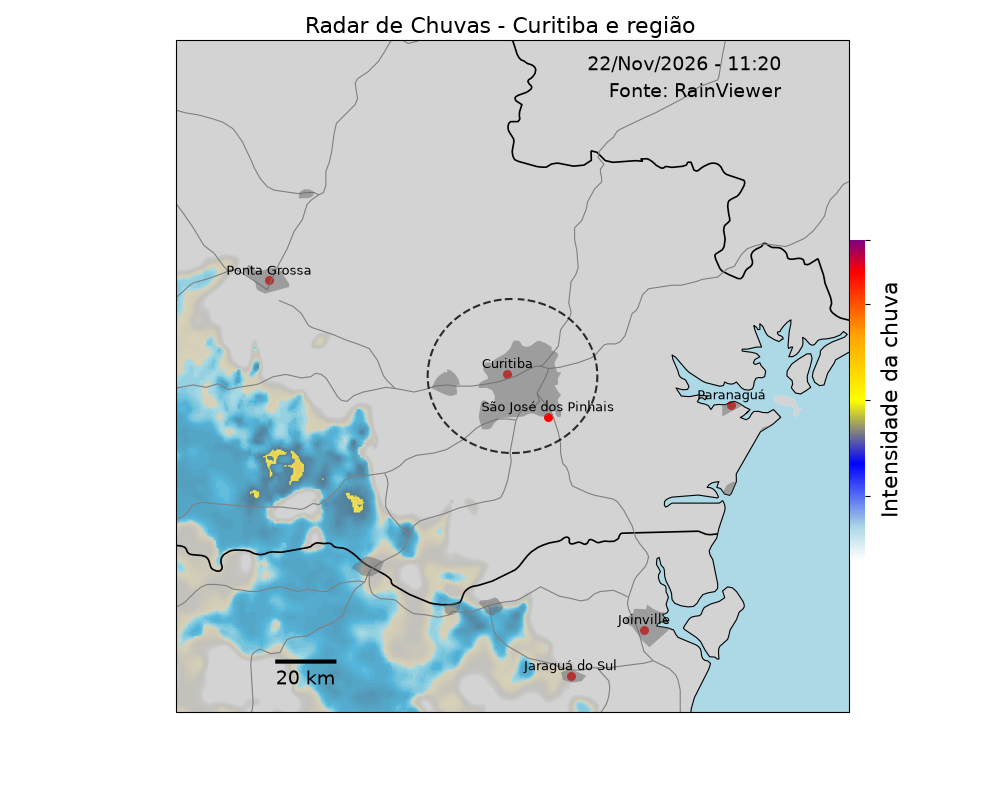 Radar de Chuvas - Curitiba e região
22/Nov/2026 - 11:20
Fonte: RainViewer
Ponta Grossa
Curitiba
Paranaguá
São José dos Pinhais
Intensidade da chuva
Joinville
Jaraguá do Sul
20 km